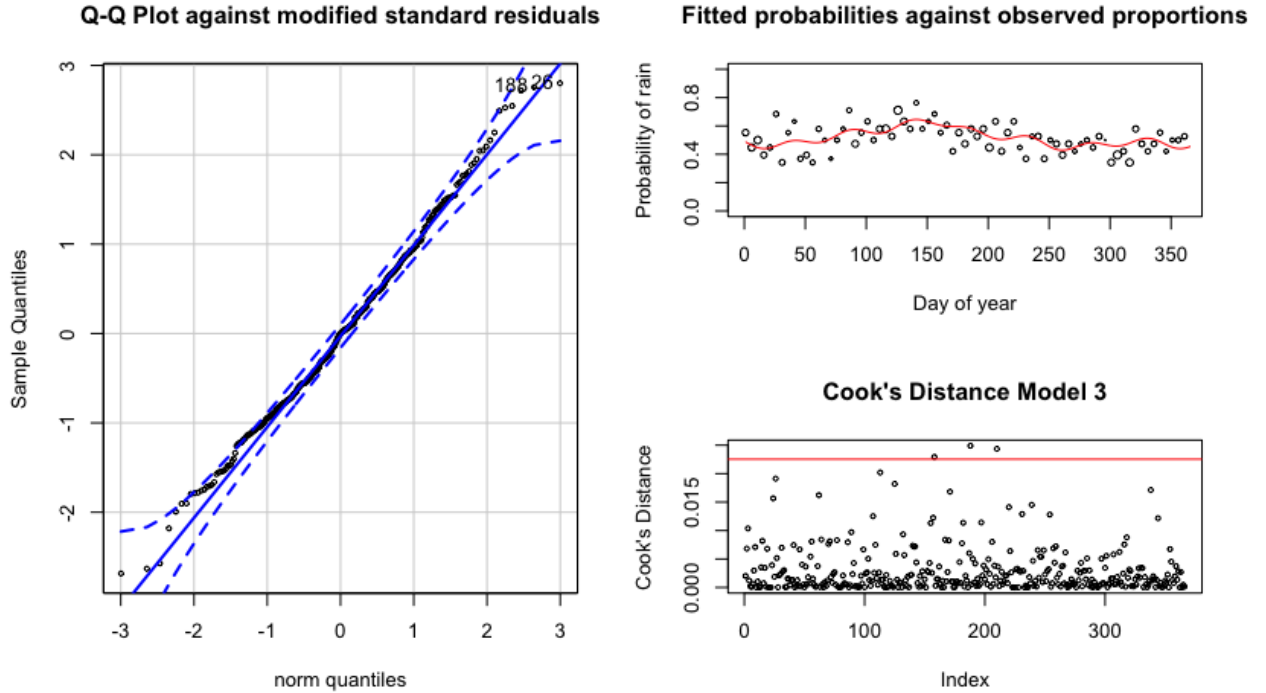 Q-Q Plot against modified standard residuals
Sample Quantiles
3
2
1
0
-1
-2
188 26
-3 -2 -1 0 1 2 3
norm quantiles
Fitted probabilities against observed proportions
Probability of rain
0.8
0.4
0.0
0 50 100 150 200 250 300 350
Day of year
Cook's Distance Model 3
Cook's Distance
0.015
0.000
0 100 200 300
Index